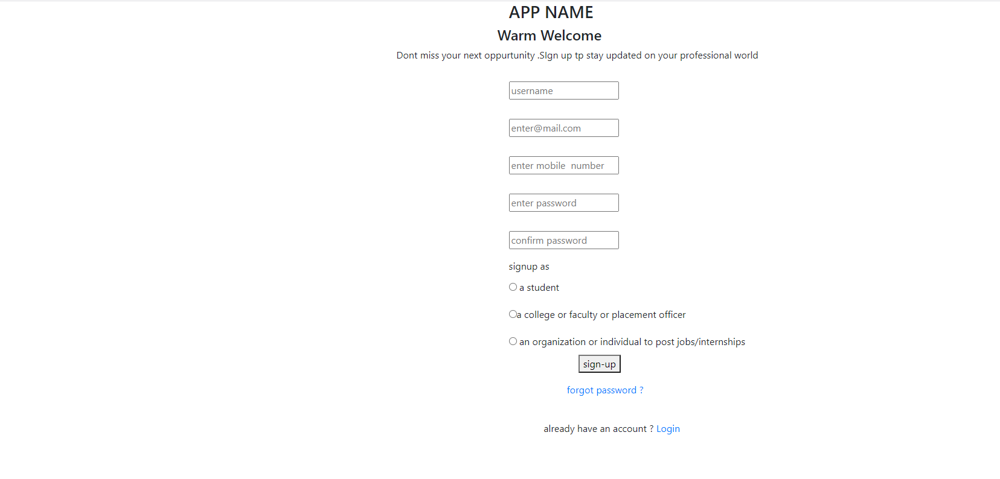 APP NAME
Warm Welcome
Dont miss your next oppurtunity .SIgn up tp stay updated on your professional world
username
enter@mail.com
enter mobile  number
enter password
confirm password
signup as
a student
a college or faculty or placement officer
an organization or individual to post jobs/internships
sign-up
forgot password ?
already have an account ? Login